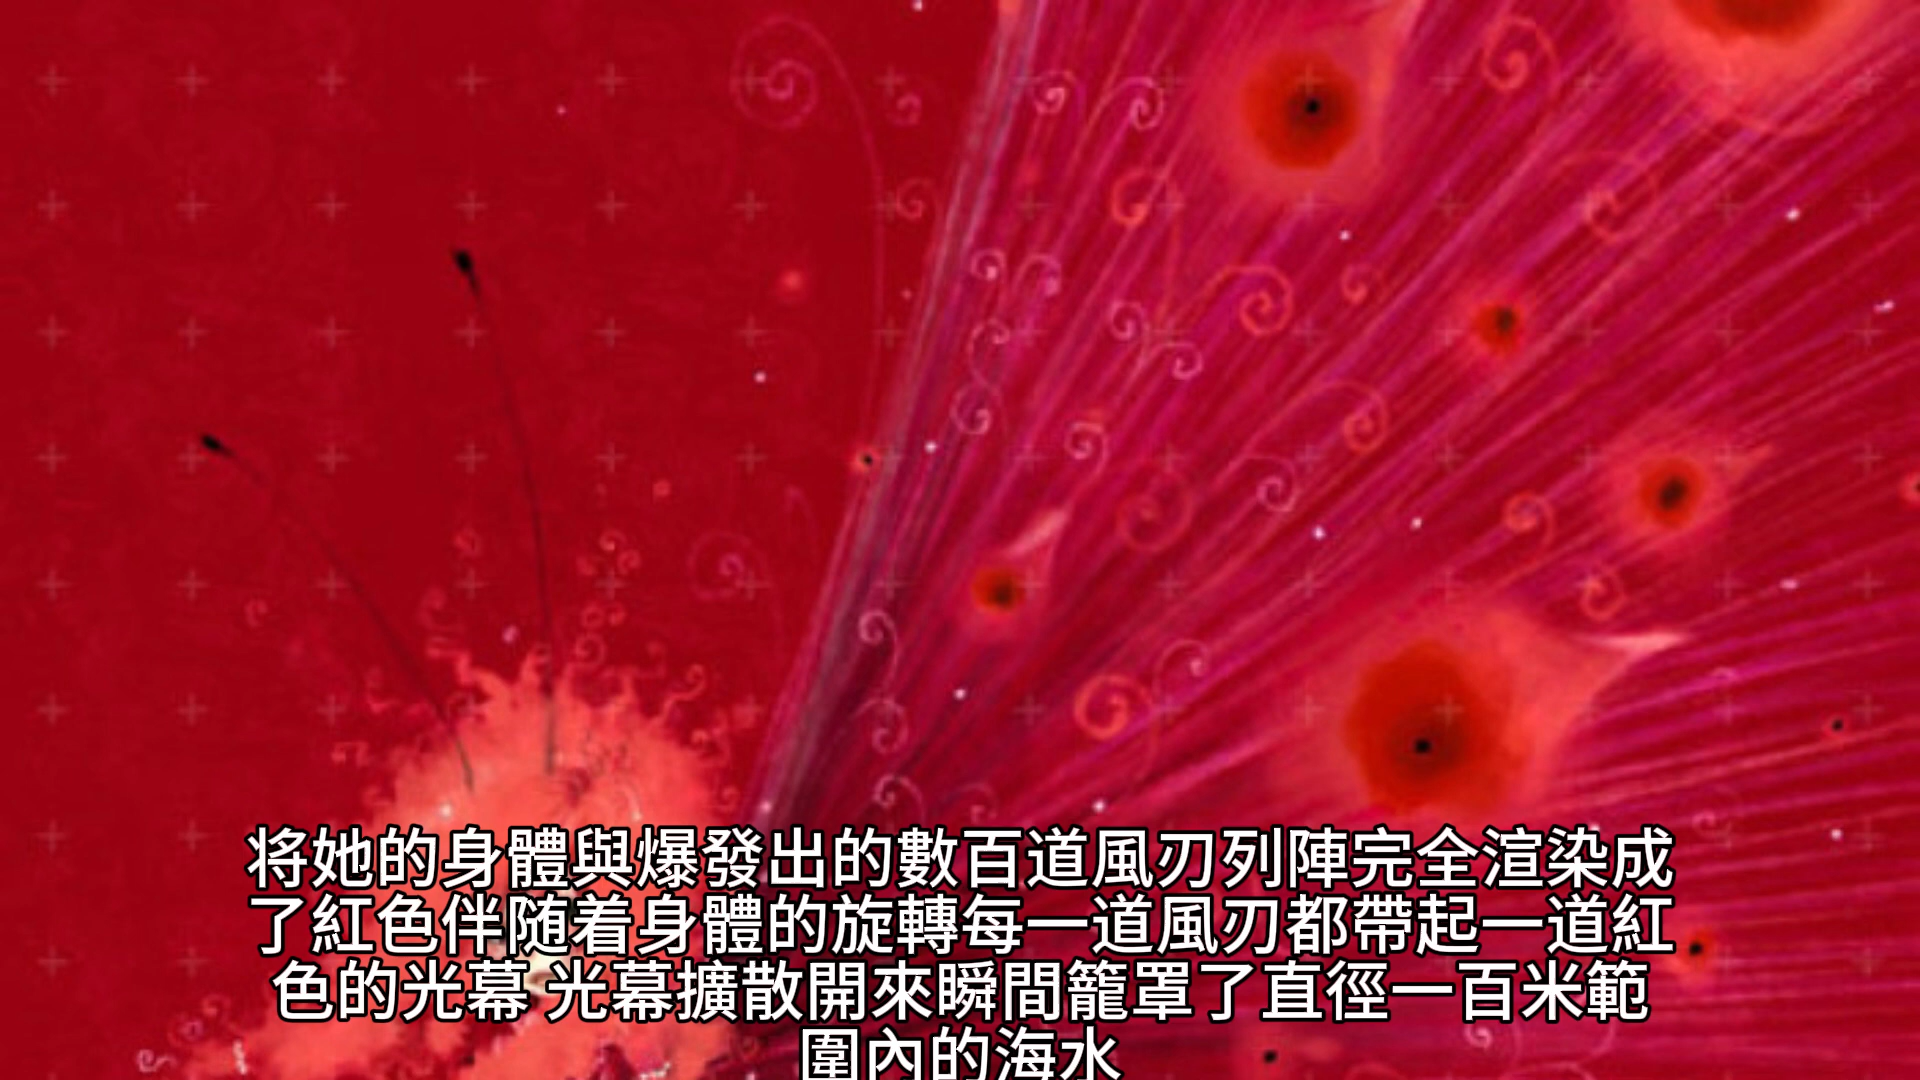 将她的身體與爆發出的數百道風刃列陣完全渲染成
了紅色伴随着身體的旋轉每一道風刃都帶起一道紅
色的光幕 光幕擴散開來瞬間籠罩了直徑一百米範
圍內的海水